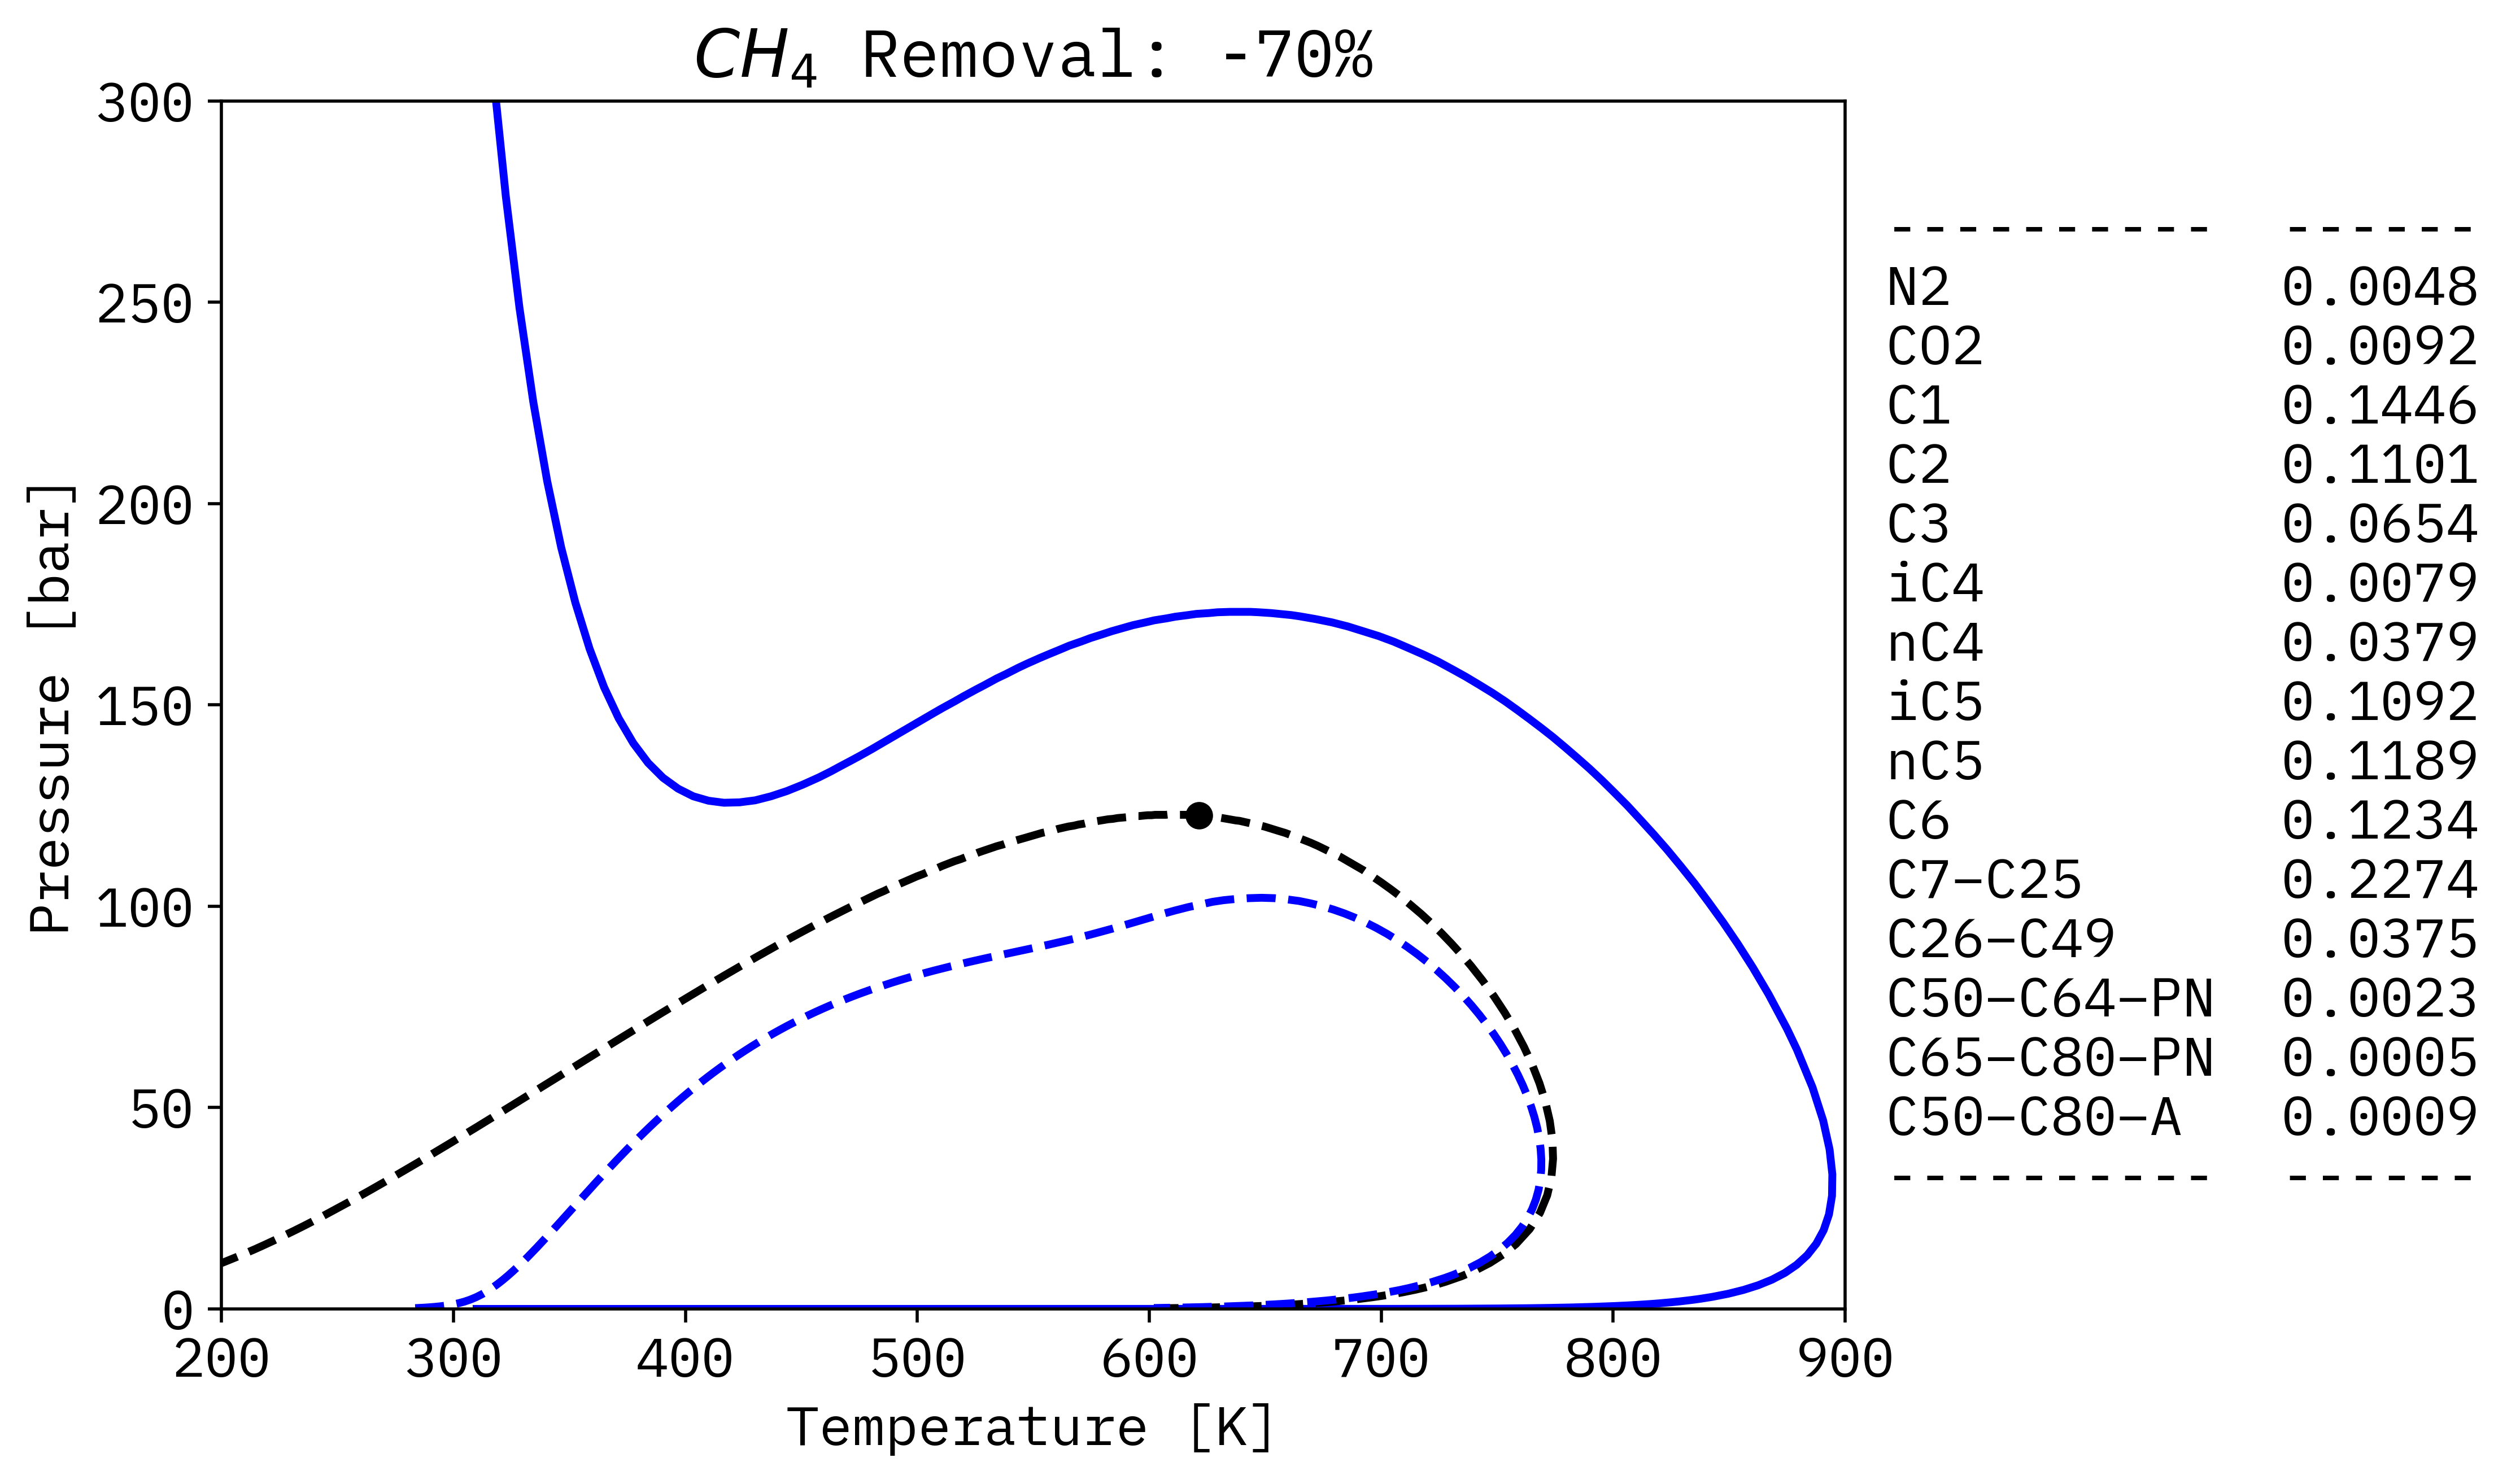 CH4 Removal: -70%
300
250
200
150
100
50
0
Pressure [bar]
200 300 400 500 600 700 800 900
Temperature [K]
---------- ------
N2 0.0048
CO2 0.0092
C1 0.1446
C2 0.1101
C3 0.0654
iC4 0.0079
nC4 0.0379
iC5 0.1092
nC5 0.1189
C6 0.1234
C7−C25 0.2274
C26−C49 0.0375
C50−C64−PN 0.0023
C65−C80−PN 0.0005
C50−C80−A 0.0009
---------- ------